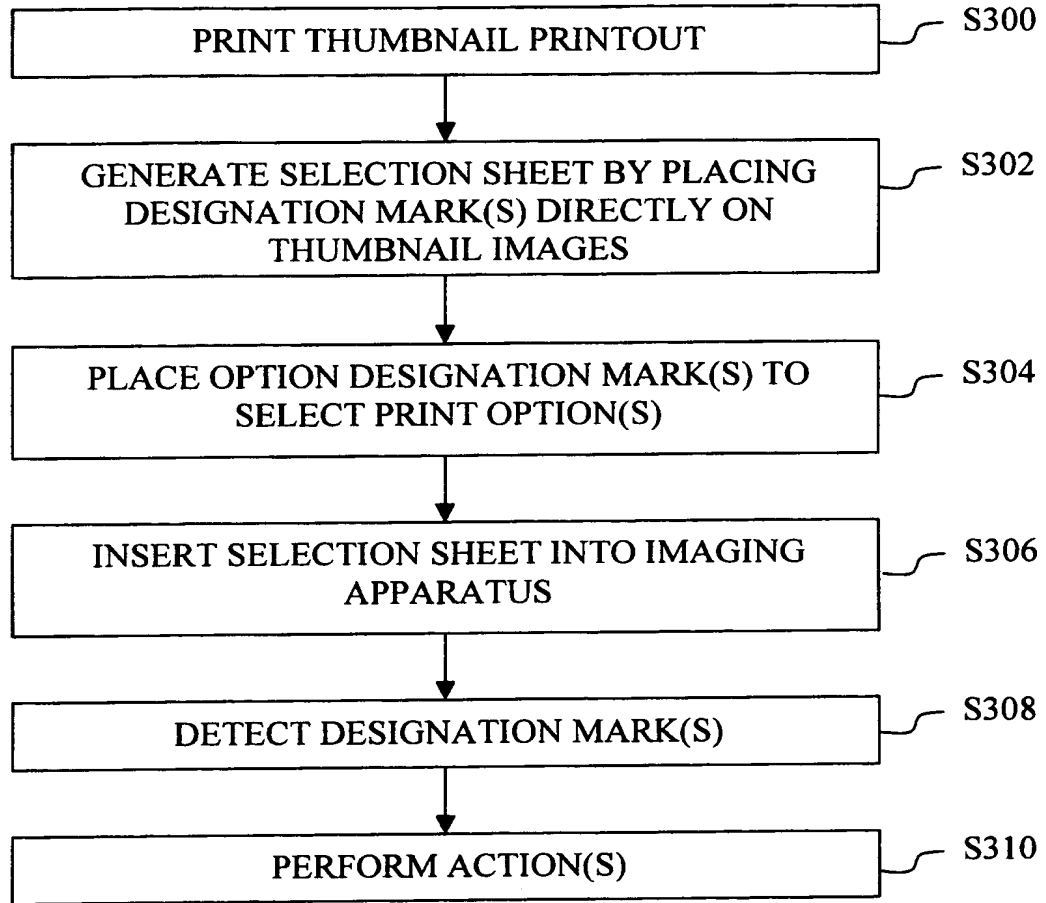 PRINT THUMBNAIL PRINTOUT
S300
GENERATE SELECTION SHEET BY PLACING
DESIGNATION MARK(S) DIRECTLY ON
THUMBNAIL IMAGES
S302
PLACE OPTION DESIGNATION MARK(S) TO
SELECT PRINT OPTION(S)
S304
INSERT SELECTION SHEET INTO IMAGING
APPARATUS
S306
DETECT DESIGNATION MARK(S)
S308
PERFORM ACTION(S)
S310